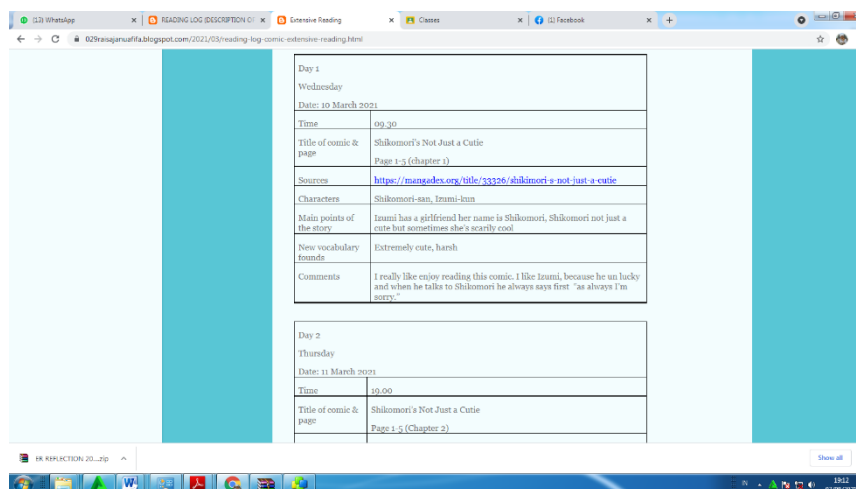 (13) WhatsApp
READING LOG (DESCRIPTION OF
Extensive Reading
Classes
(1) Facebook
029raisajanuafifa.blogspot.com/2021/03/reading-log-comic-extensive-reading.html
Day 1
Wednesday
Date: 10 March 2021
Time 09.30
Title of comic & Shikomori's Not Just a Cutie
page
Page 1-5 (chapter 1)
Sources https://mangadex.org/title/33326/shikimori-s-not-just-a-cutie
Characters Shikomori-san, Izumi-kun
Main points of Izumi has a girlfriend her name is Shikomori, Shikomori not just a
the story cute but sometimes she's scarily cool
New vocabulary Extremely cute, harsh
founds
Comments I really like enjoy reading this comic. I like Izumi, because he un lucky
and when he talks to Shikomori he always says first "as always I'm
sorry."
Day 2
Thursday
Date: 11 March 2021
Time 19.00
Title of comic & Shikomori's Not Just a Cutie
page
Page 1-5 (Chapter 2)
ER REFLECTION 20....zip
Show all
IN
19:12